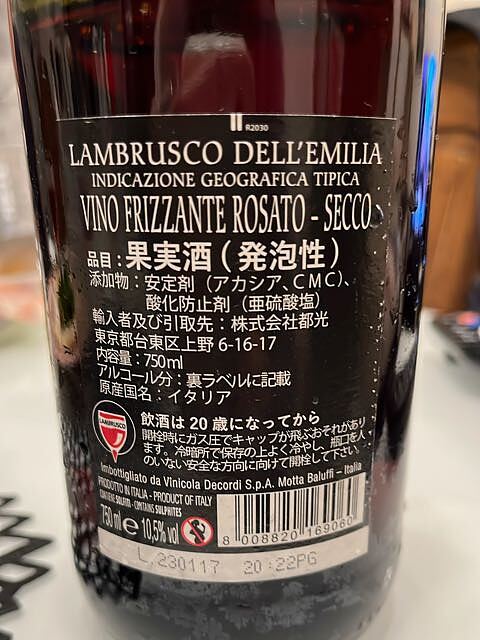 R2030
LAMBRUSCO DELL'EMILIA
INDICAZIONE GEOGRAFICA TIPICA
VINO FRIZZANTE ROSATO - SECCO
品目：果実酒（発泡性）
添加物：安定剤（アカシア、CMC）、
酸化防止剤（亜硫酸塩）
輸入者及び引取先：株式会社都光
東京都台東区上野 6-16-17
内容量：750ml
アルコール分：裏ラベルに記載
原産国名：イタリア
LAMBRUSCO
飲酒は 20 歳になってから
開栓時にガス圧でキャップが飛ぶおそれがあり
ます。冷暗所で保存の上よく冷やし、瓶口を人
のいない安全な方向に向けて開栓して下さい。
Imbottigliato da Vinicola Decordi S.p.A. Motta Baluffi – Italia
PRODOTTO IN ITALIA - PRODUCT OF ITALY
CONTIENE SOLFITI - CONTAINS SULPHITES
750 ml e 10,5% vol
8 008820 169060
L.230117 20:22PG